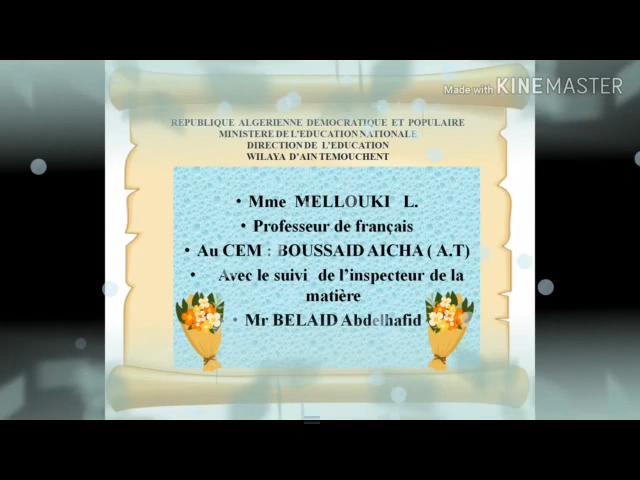 Made with KINEMASTER
REPUBLIQUE ALGERIENNE DEMOCRATIQUE ET POPULAIRE
MINISTERE DE L'EDUCATION NATIONALE
DIRECTION DE L'EDUCATION
WILAYA D'AIN TEMOUCHENT
• Mme MELLOUKI L.
• Professeur de français
• Au CEM : BOUSSAID AICHA ( A.T)
• Avec le suivi de l'inspecteur de la
matière
• Mr BELAID Abdelhafid